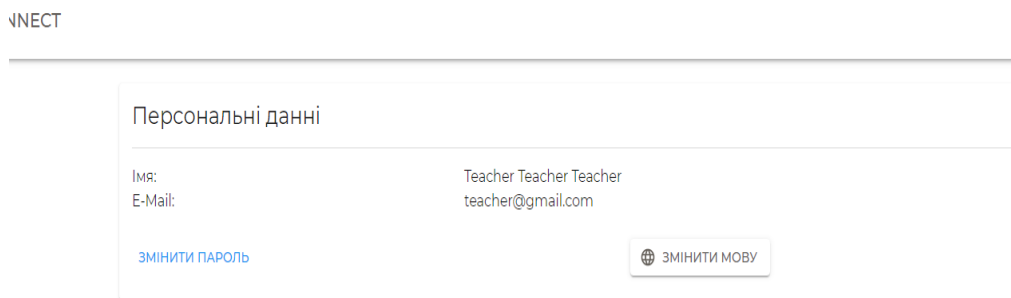 NNECT
Персональні данні
Імя: Teacher Teacher Teacher
E-Mail: teacher@gmail.com
ЗМІНИТИ ПАРОЛЬ ЗМІНИТИ МОВУ